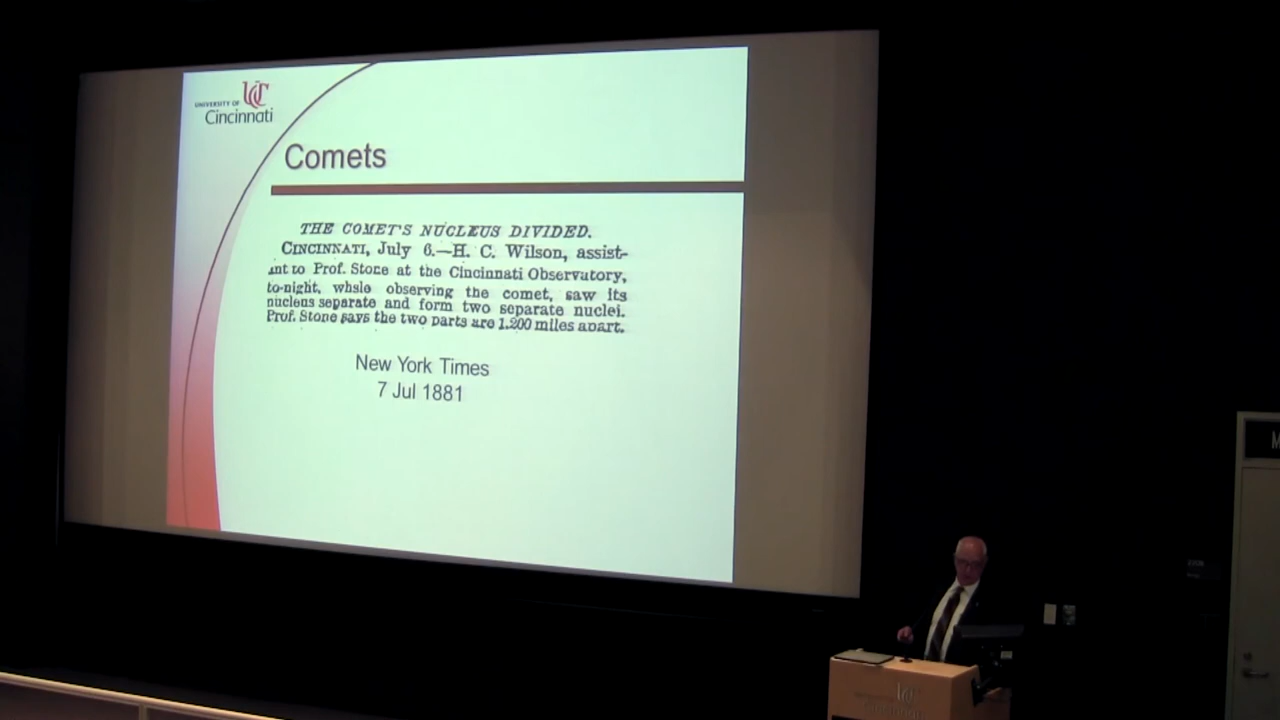 UNIVERSITY OF
UC
Cincinnati
Comets
THE COMET'S NUCLEUS DIVIDED.
CINCINNATI, July 6.—H. C. Wilson, assist-
ant to Prof. Stone at the Cincinnati Observatory,
to-night, while observing the comet, saw its
nucleus separate and form two separate nuclei.
Prof. Stone says the two parts are 1,200 miles apart.
New York Times
7 Jul 1881
UC
Cincinnati